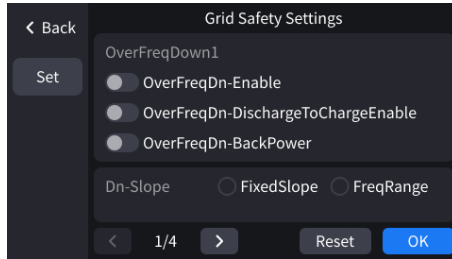 < Back
Grid Safety Settings
Set
OverFreqDown1
OverFreqDn-Enable
OverFreqDn-DischargeToChargeEnable
OverFreqDn-BackPower
Dn-Slope FixedSlope FreqRange
< 1/4 > Reset OK